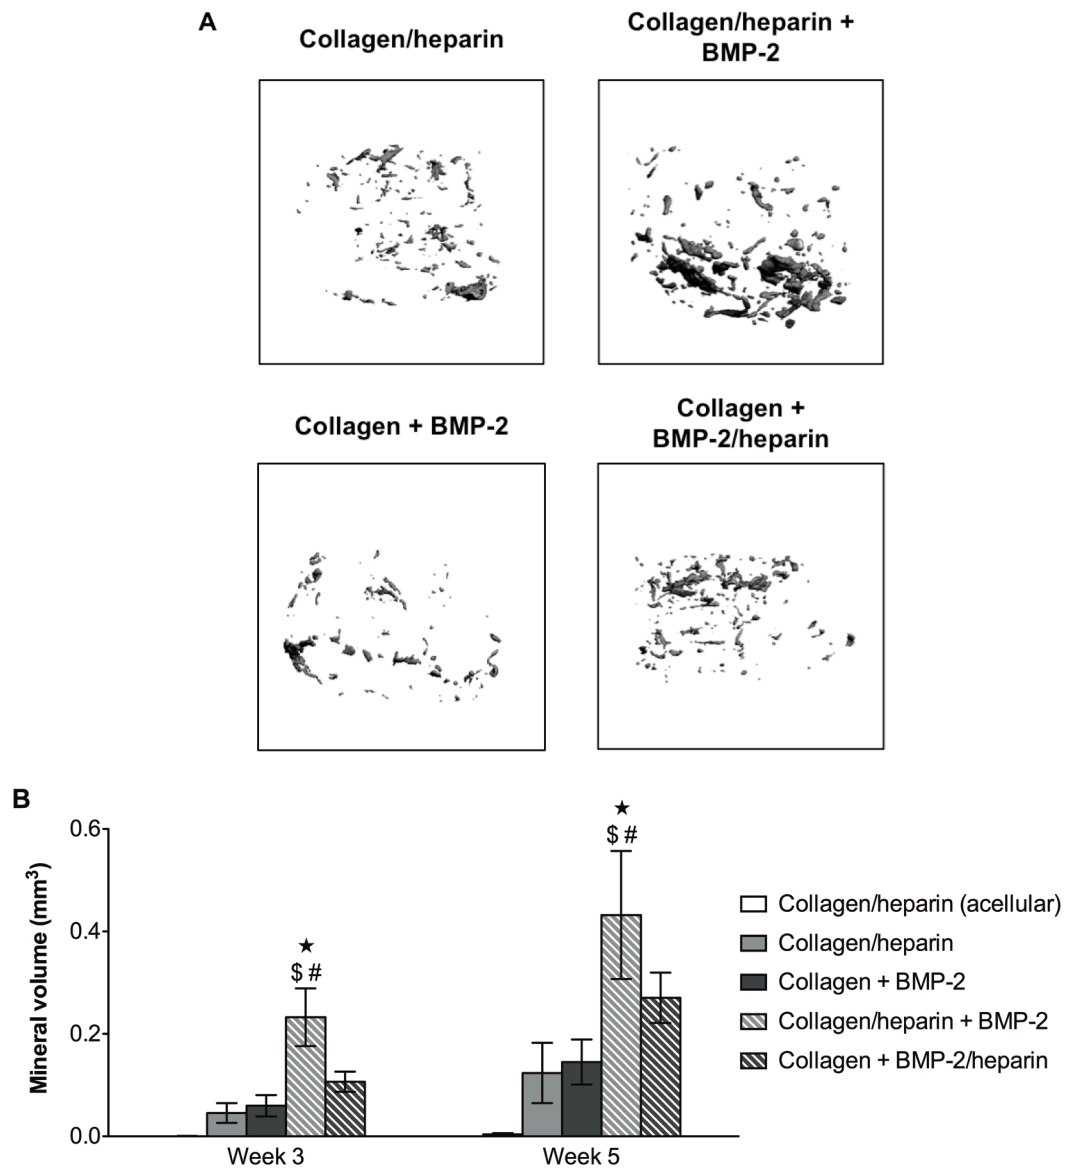 A
Collagen/heparin
Collagen/heparin +
BMP-2
Collagen + BMP-2
Collagen +
BMP-2/heparin
B
Mineral volume (mm³)
0.6
0.4
0.2
0.0
★
$ #
★
$ #
Week 3
Week 5
Collagen/heparin (acellular)
Collagen/heparin
Collagen + BMP-2
Collagen/heparin + BMP-2
Collagen + BMP-2/heparin